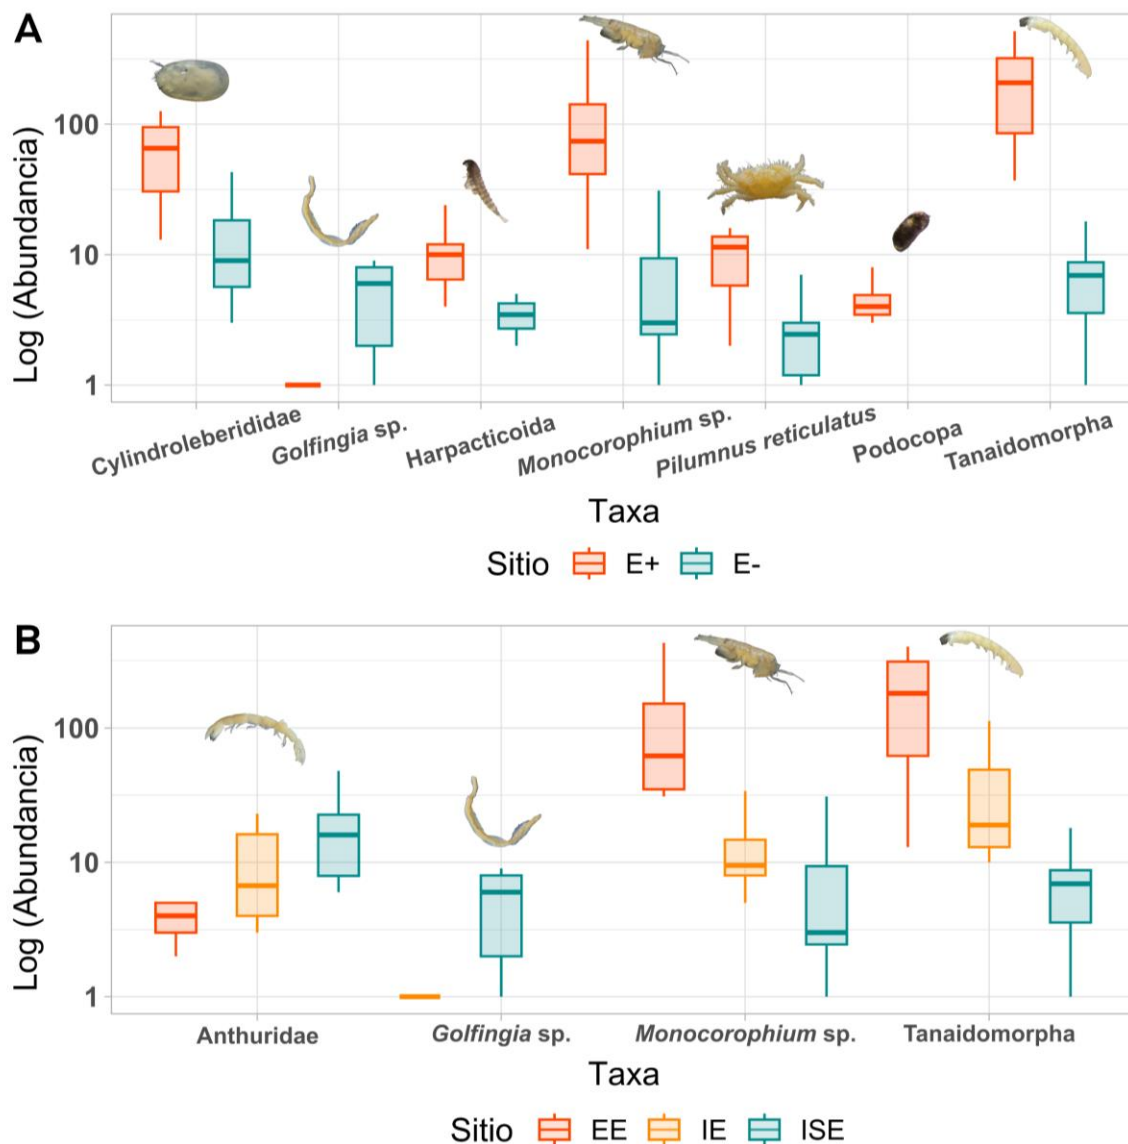 A
Log (Abundancia)
100
10
1
Cylindroleberididae
Golfingia sp.
Harpacticoida
Monocorophium sp.
Pilumnus reticulatus
Podocopa
Tanaidomorpha
Taxa
Sitio E+ E-
B
Log (Abundancia)
100
10
1
Anthuridae Golfingia sp. Monocorophium sp. Tanaidomorpha
Taxa
Sitio EE IE ISE